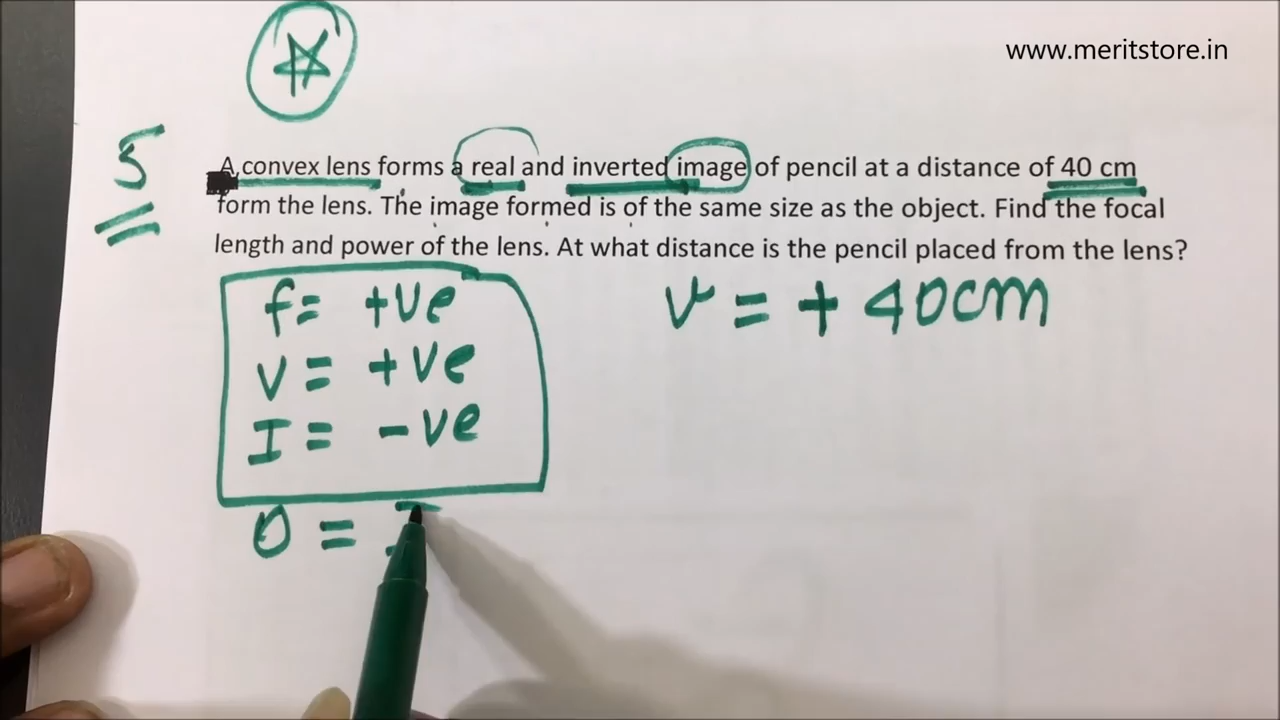 www.meritstore.in
5
A convex lens forms a real and inverted image of pencil at a distance of 40 cm
form the lens. The image formed is of the same size as the object. Find the focal
length and power of the lens. At what distance is the pencil placed from the lens?
f = +ve
v = +ve
I = -ve
v = + 40cm
O = I